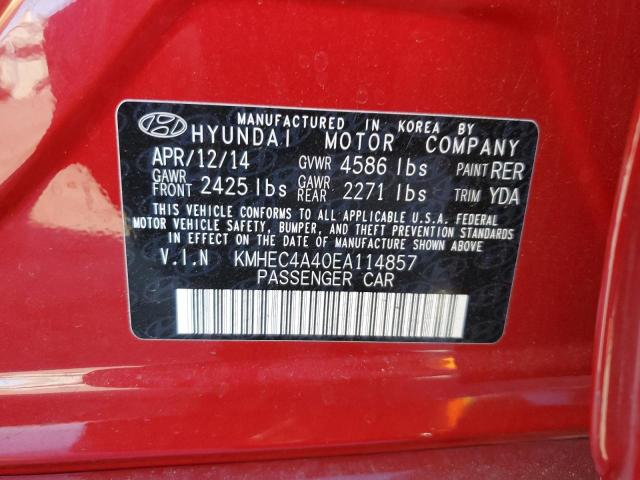 MANUFACTURED IN KOREA BY
HYUNDAI MOTOR COMPANY
APR/12/14 GVWR 4586 lbs PAINT RER
GAWR FRONT 2425 lbs GAWR REAR 2271 lbs TRIM YDA
THIS VEHICLE CONFORMS TO ALL APPLICABLE U.S.A. FEDERAL
MOTOR VEHICLE SAFETY, BUMPER, AND THEFT PREVENTION STANDARDS
IN EFFECT ON THE DATE OF MANUFACTURE SHOWN ABOVE.
V.I.N KMHEC4A40EA114857
PASSENGER CAR